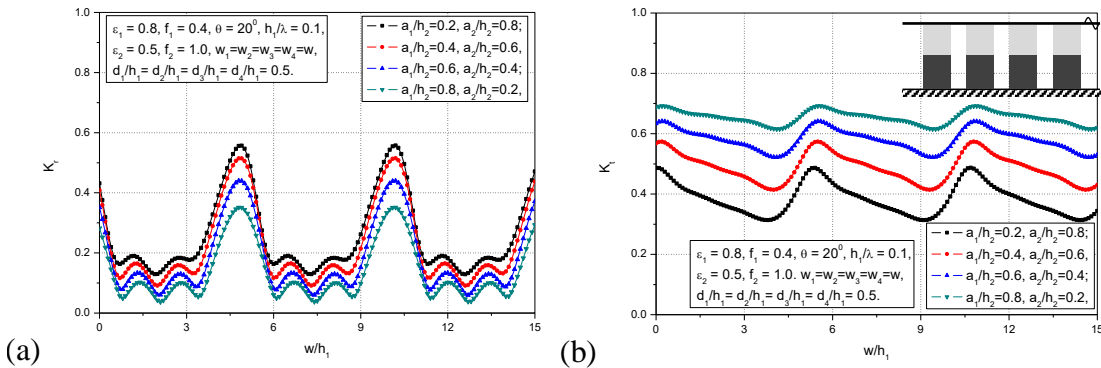 ε₁ = 0.8, f₁ = 0.4, θ = 20⁰, h₁/λ = 0.1,
ε₂ = 0.5, f₂ = 1.0, w₁=w₂=w₃=w₄=w,
d₁/h₁= d₂/h₁= d₃/h₁= d₄/h₁= 0.5.
a₁/h₂=0.2, a₂/h₂=0.8;
a₁/h₂=0.4, a₂/h₂=0.6,
a₁/h₂=0.6, a₂/h₂=0.4;
a₁/h₂=0.8, a₂/h₂=0.2,
1.0
0.8
0.6
0.4
0.2
0.0
Kᵣ
0 3 6 9 12 15
w/h₁
(a)
1.0
0.8
0.6
0.4
0.2
0.0
Kₜ
ε₁ = 0.8, f₁ = 0.4, θ = 20⁰, h₁/λ = 0.1,
ε₂ = 0.5, f₂ = 1.0. w₁=w₂=w₃=w₄=w,
d₁/h₁= d₂/h₁= d₃/h₁= d₄/h₁= 0.5.
a₁/h₂=0.2, a₂/h₂=0.8;
a₁/h₂=0.4, a₂/h₂=0.6,
a₁/h₂=0.6, a₂/h₂=0.4;
a₁/h₂=0.8, a₂/h₂=0.2,
0 3 6 9 12 15
w/h₁
(b)